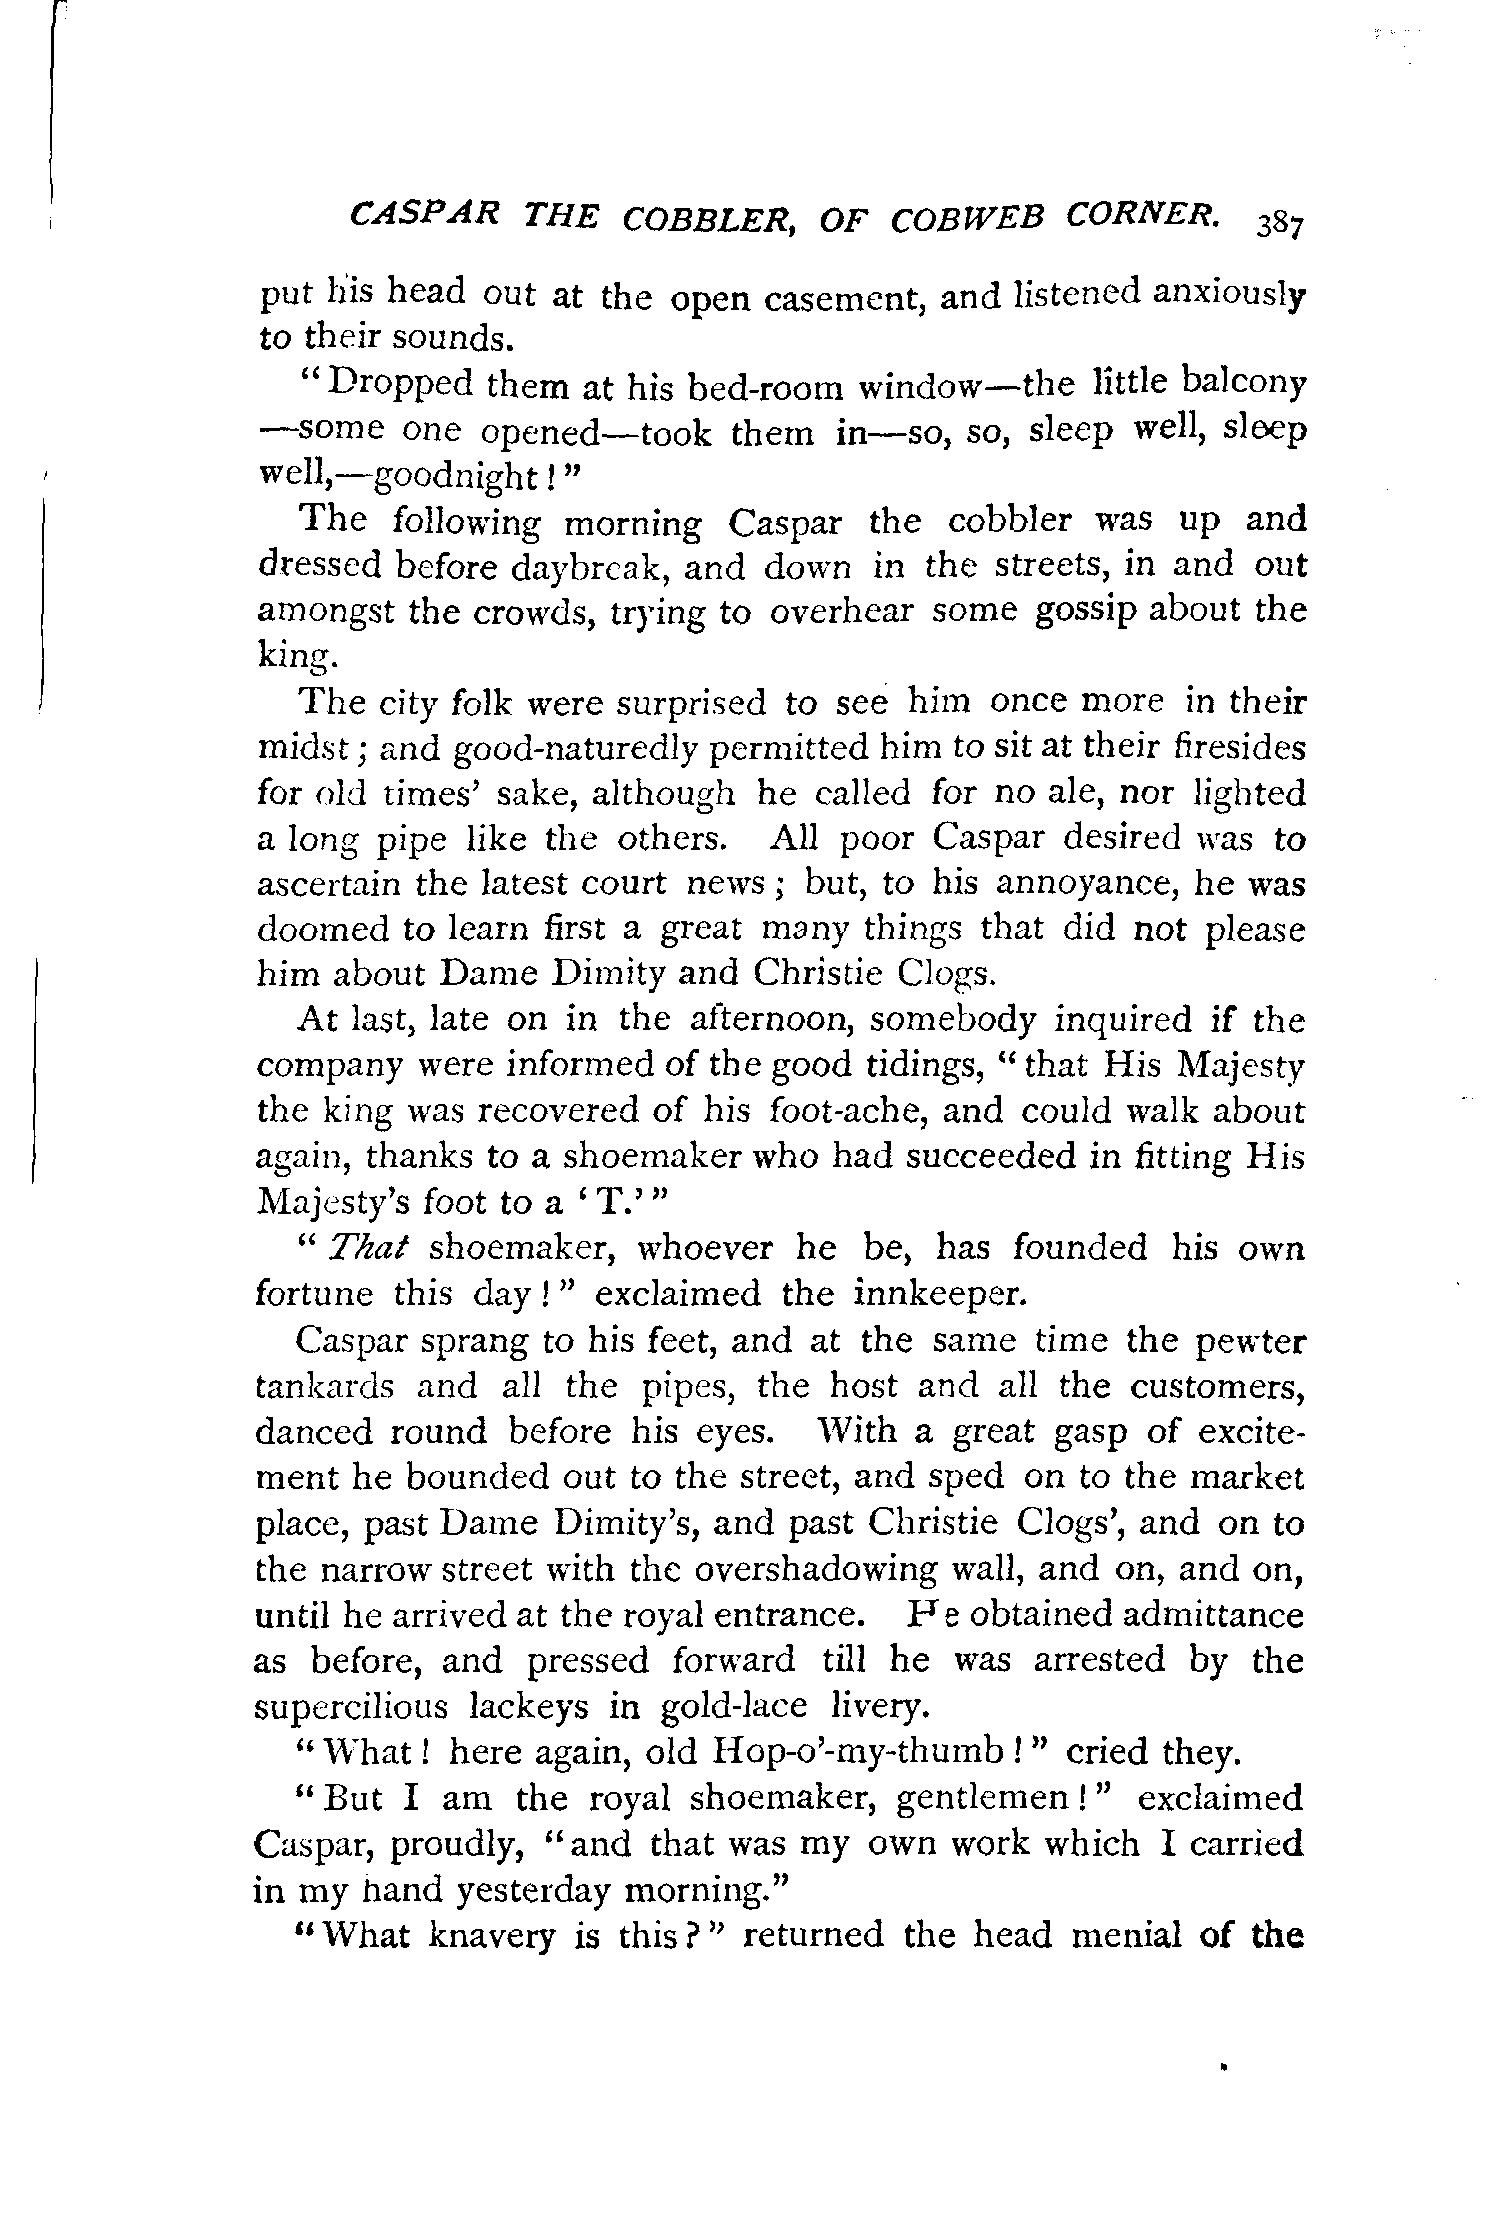 CASPAR THE COBBLER, OF COBWEB CORNER. 387
put his head out at the open casement, and listened anxiously
to their sounds.
“Dropped them at his bed-room window—the little balcony
—some one opened—took them in—so, so, sleep well, sleep
well,—goodnight!”
The following morning Caspar the cobbler was up and
dressed before daybreak, and down in the streets, in and out
amongst the crowds, trying to overhear some gossip about the
king.
The city folk were surprised to see him once more in their
midst; and good-naturedly permitted him to sit at their firesides
for old times’ sake, although he called for no ale, nor lighted
a long pipe like the others. All poor Caspar desired was to
ascertain the latest court news; but, to his annoyance, he was
doomed to learn first a great many things that did not please
him about Dame Dimity and Christie Clogs.
At last, late on in the afternoon, somebody inquired if the
company were informed of the good tidings, “that His Majesty
the king was recovered of his foot-ache, and could walk about
again, thanks to a shoemaker who had succeeded in fitting His
Majesty’s foot to a ‘T.’”
“That shoemaker, whoever he be, has founded his own
fortune this day!” exclaimed the innkeeper.
Caspar sprang to his feet, and at the same time the pewter
tankards and all the pipes, the host and all the customers,
danced round before his eyes. With a great gasp of excite-
ment he bounded out to the street, and sped on to the market
place, past Dame Dimity’s, and past Christie Clogs’, and on to
the narrow street with the overshadowing wall, and on, and on,
until he arrived at the royal entrance. He obtained admittance
as before, and pressed forward till he was arrested by the
supercilious lackeys in gold-lace livery.
“What! here again, old Hop-o’-my-thumb!” cried they.
“But I am the royal shoemaker, gentlemen!” exclaimed
Caspar, proudly, “and that was my own work which I carried
in my hand yesterday morning.”
“What knavery is this?” returned the head menial of the